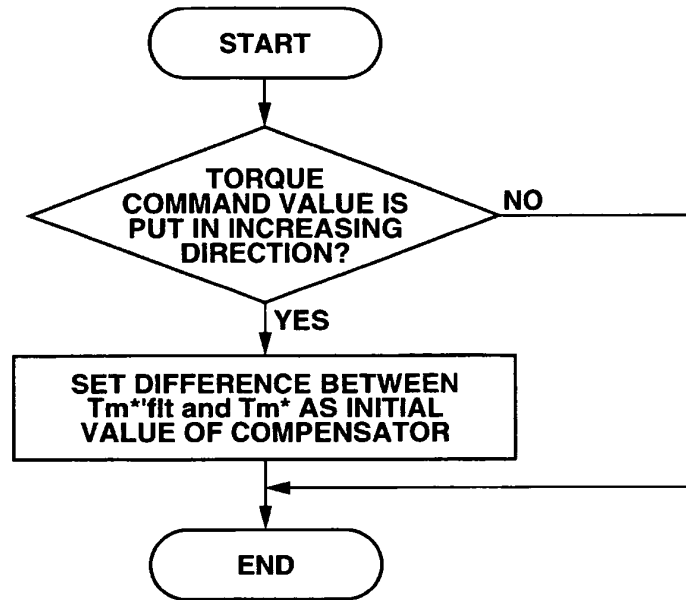 START
TORQUE
COMMAND VALUE IS
PUT IN INCREASING
DIRECTION?
NO
YES
SET DIFFERENCE BETWEEN
Tm*'flt and Tm* AS INITIAL
VALUE OF COMPENSATOR
END